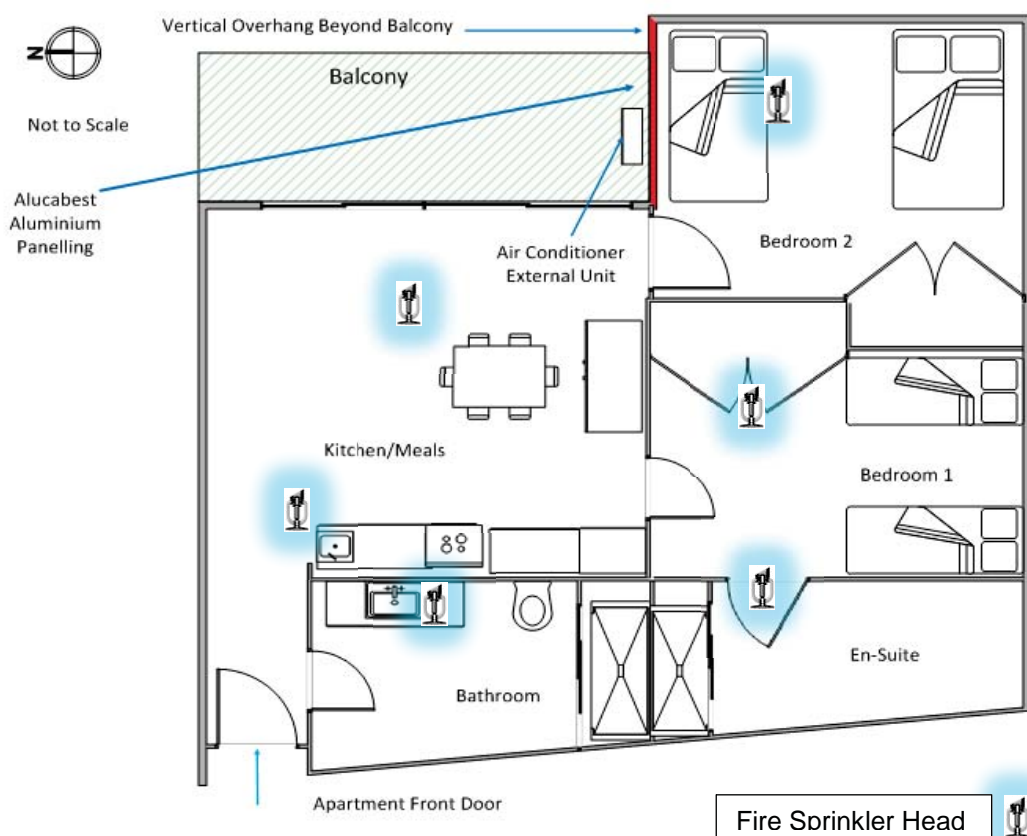 Vertical Overhang Beyond Balcony
N
Balcony
Not to Scale
Alucabest
Aluminium
Panelling
Air Conditioner
External Unit
Bedroom 2
Kitchen/Meals
Bedroom 1
En-Suite
Bathroom
Apartment Front Door
Fire Sprinkler Head